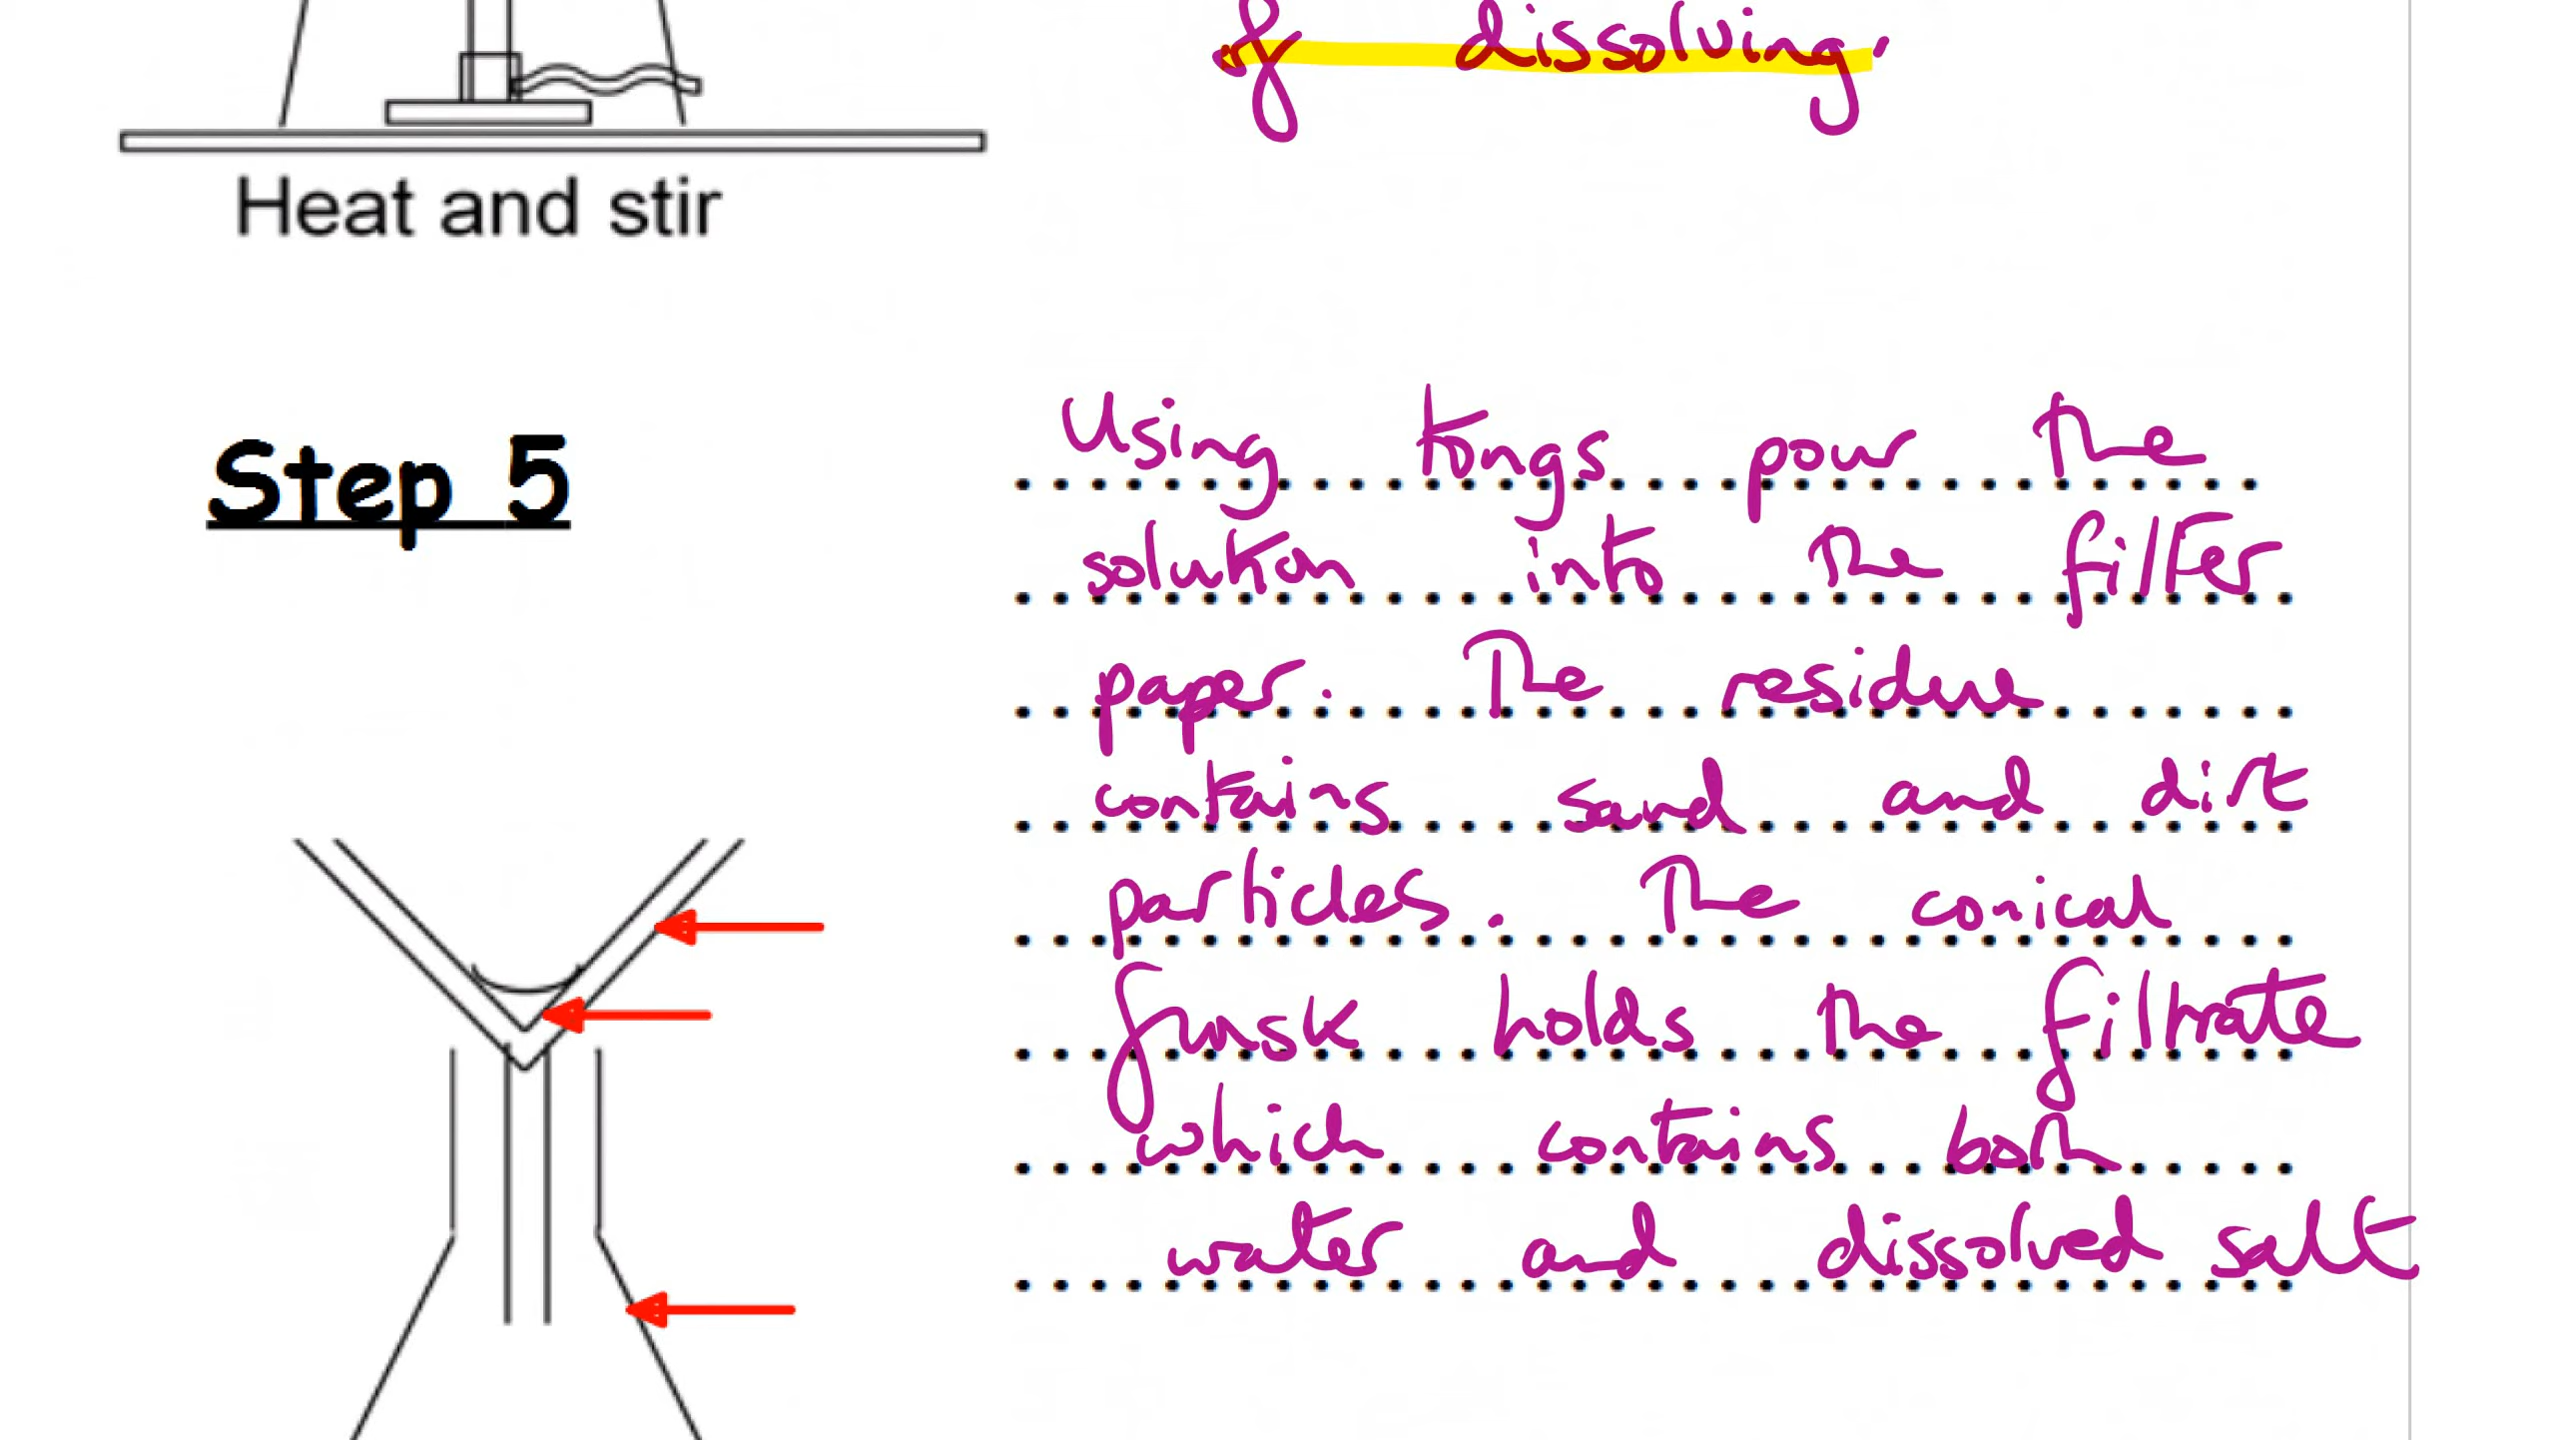 of dissolving.
Heat and stir
Step 5
Using tongs pour the
solution into the filter
paper. The residue
contains sand and dirt
particles. The conical
holds the filtrate
which contains both
water and dissolved salt